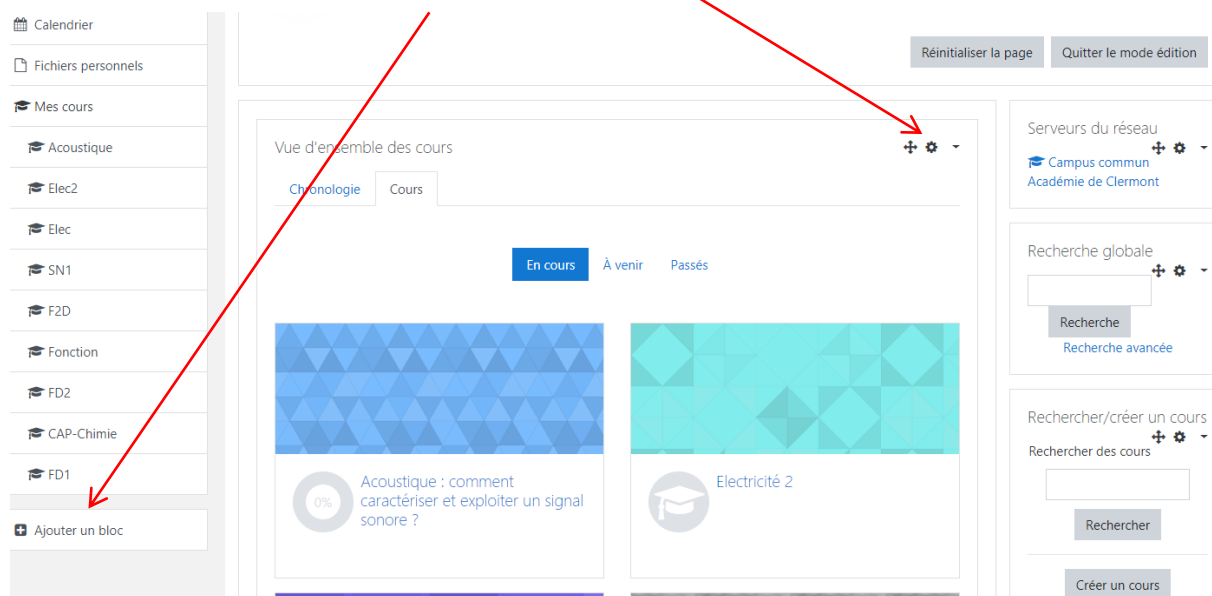 Calendrier
Fichiers personnels
Mes cours
Acoustique
Elec2
Elec
SN1
F2D
Fonction
FD2
CAP-Chimie
FD1
Ajouter un bloc
Réinitialiser la page
Quitter le mode édition
Vue d'ensemble des cours
Chronologie
Cours
En cours
À venir
Passés
0%
Acoustique : comment
caractériser et exploiter un signal
sonore ?
Electricité 2
Serveurs du réseau
Campus commun
Académie de Clermont
Recherche globale
Recherche
Recherche avancée
Rechercher/créer un cours
Rechercher des cours
Rechercher
Créer un cours